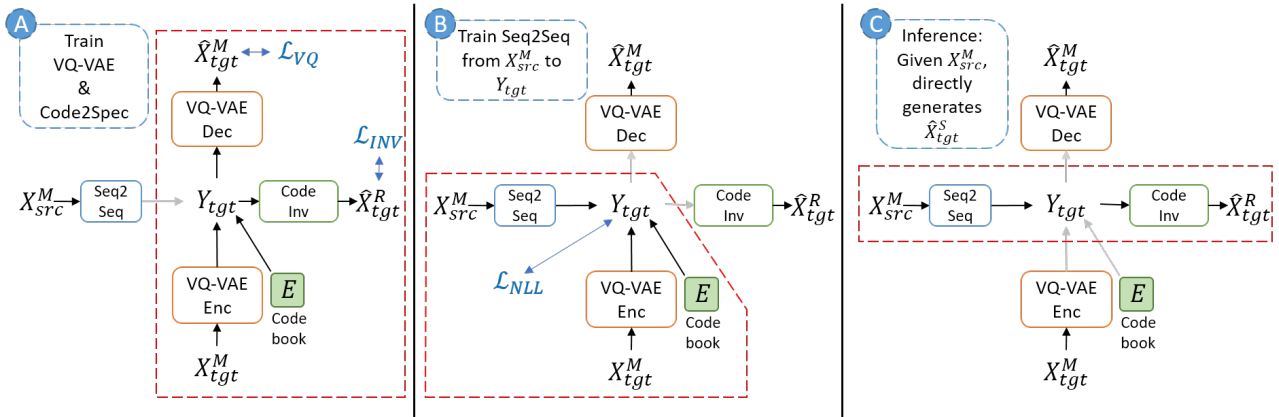 A
Train
VQ-VAE
&
Code2Spec
X̂^M_tgt
ℒ_VQ
VQ-VAE
Dec
ℒ_INV
X^M_src
Seq2
Seq
Y_tgt
Code
Inv
X̂^R_tgt
VQ-VAE
Enc
E
Code
book
X^M_tgt
B
Train Seq2Seq
from X^M_src to
Y_tgt
X̂^M_tgt
VQ-VAE
Dec
X^M_src
Seq2
Seq
Y_tgt
Code
Inv
X̂^R_tgt
ℒ_NLL
VQ-VAE
Enc
E
Code
book
X^M_tgt
C
Inference:
Given X^M_src,
directly
generates
X̂^S_tgt
X̂^M_tgt
VQ-VAE
Dec
X^M_src
Seq2
Seq
Y_tgt
Code
Inv
X̂^R_tgt
VQ-VAE
Enc
E
Code
book
X^M_tgt